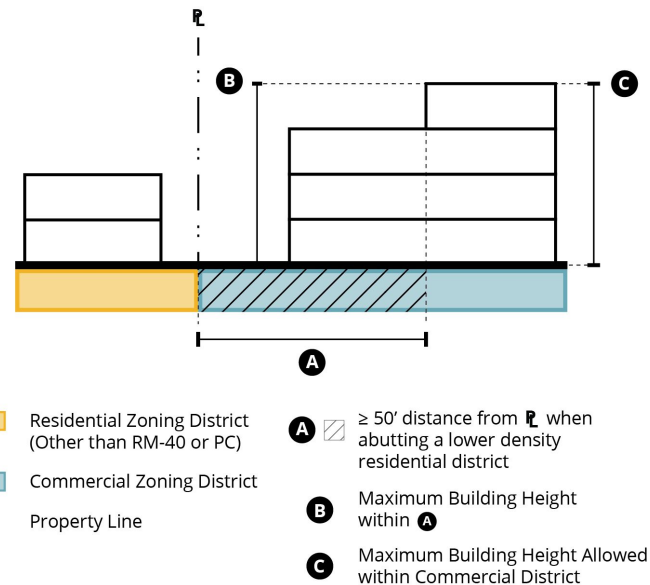 PL
B
C
A
Residential Zoning District
(Other than RM-40 or PC)
Commercial Zoning District
Property Line
A ≥ 50’ distance from PL when
abutting a lower density
residential district
B Maximum Building Height
within A
C Maximum Building Height Allowed
within Commercial District